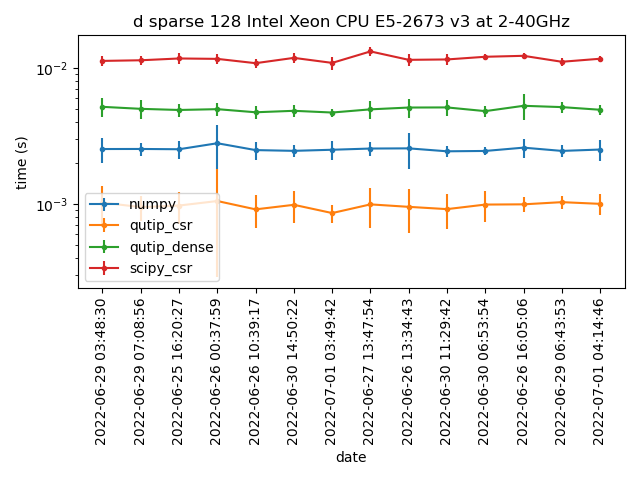 d sparse 128 Intel Xeon CPU E5-2673 v3 at 2-40GHz
time (s)
10⁻²
10⁻³
numpy
qutip_csr
qutip_dense
scipy_csr
2022-06-29 03:48:30
2022-06-29 07:08:56
2022-06-25 16:20:27
2022-06-26 00:37:59
2022-06-26 10:39:17
2022-06-30 14:50:22
2022-07-01 03:49:42
2022-06-27 13:47:54
2022-06-26 13:34:43
2022-06-30 11:29:42
2022-06-30 06:53:54
2022-06-26 16:05:06
2022-06-29 06:43:53
2022-07-01 04:14:46
date